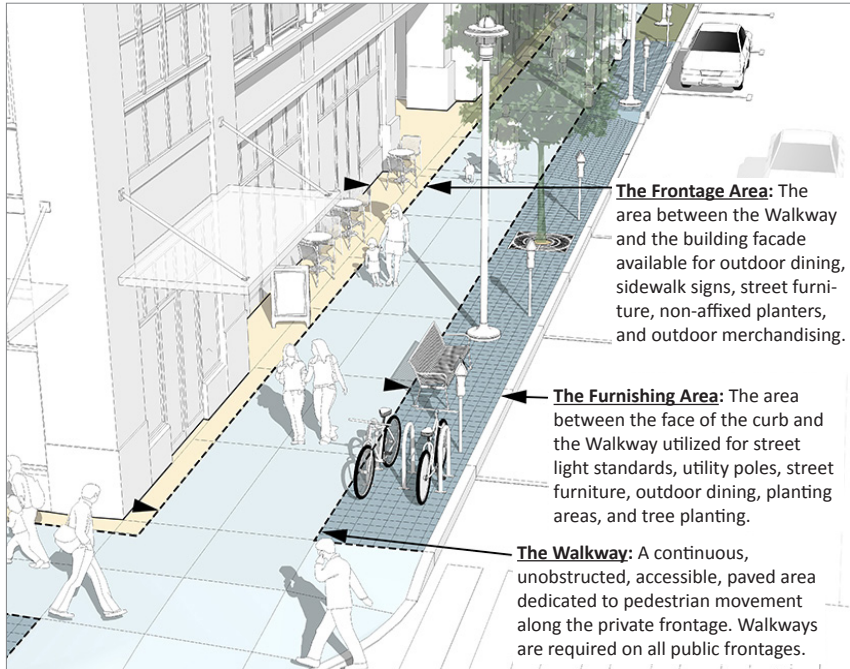 The Frontage Area: The
area between the Walkway
and the building facade
available for outdoor dining,
sidewalk signs, street furni-
ture, non-affixed planters,
and outdoor merchandising.
The Furnishing Area: The area
between the face of the curb and
the Walkway utilized for street
light standards, utility poles, street
furniture, outdoor dining, planting
areas, and tree planting.
The Walkway: A continuous,
unobstructed, accessible, paved area
dedicated to pedestrian movement
along the private frontage. Walkways
are required on all public frontages.